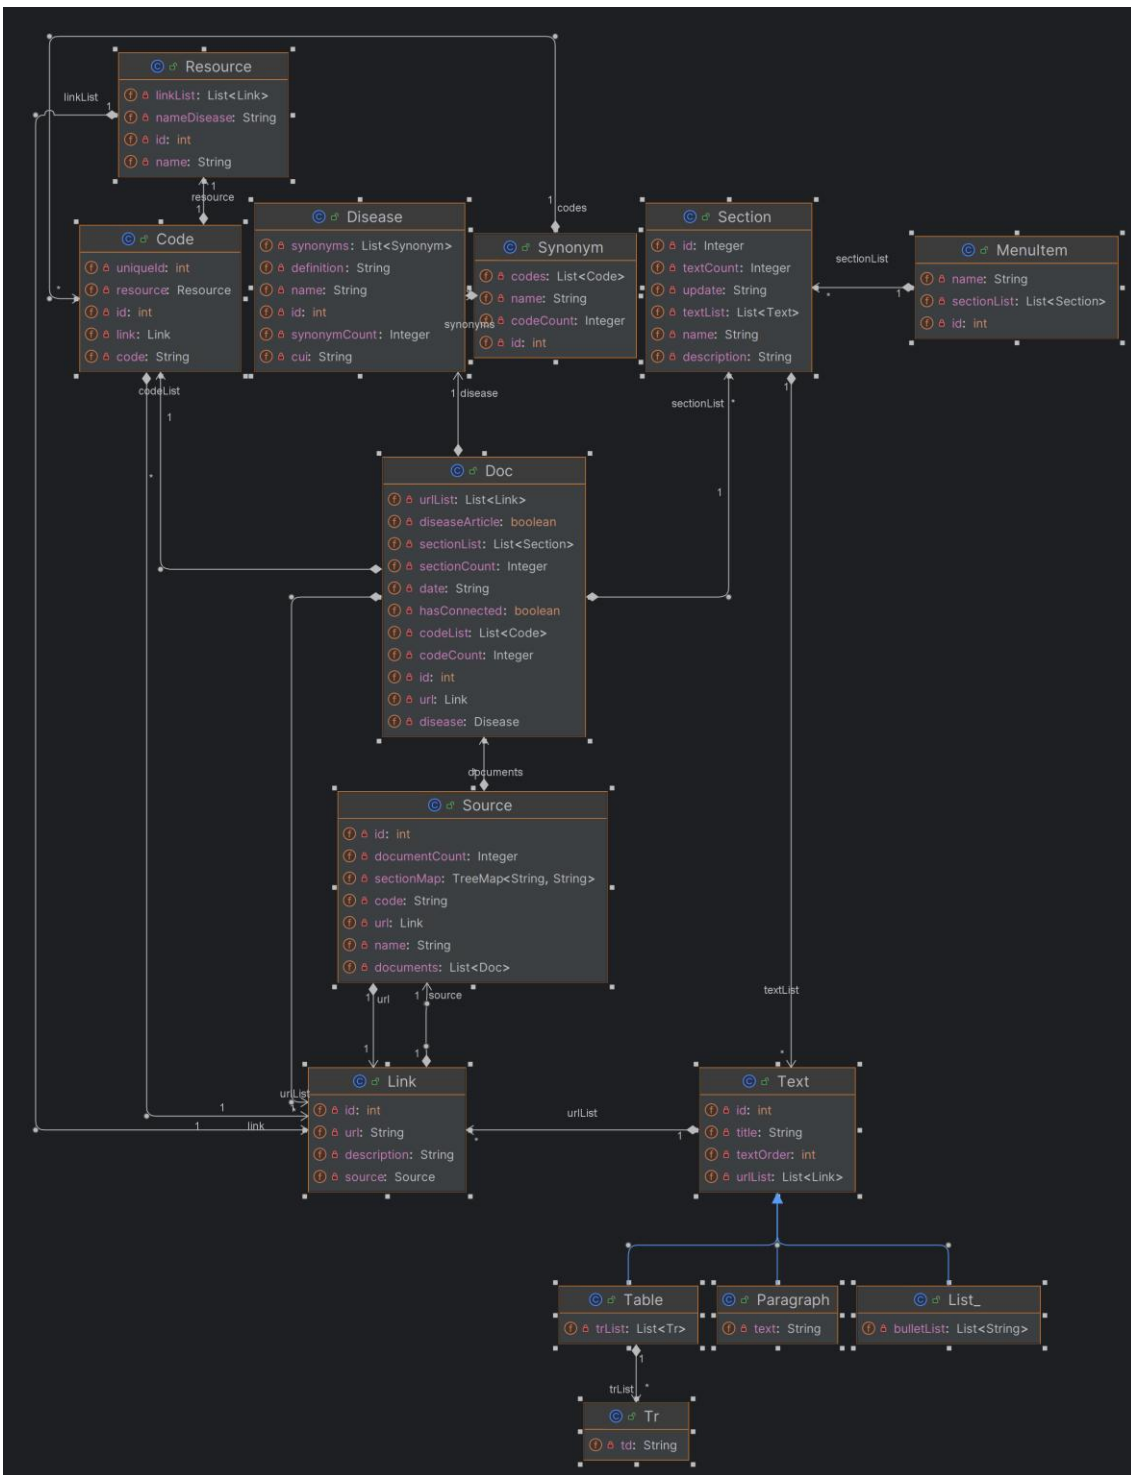 Resource
linkList: List<Link>
nameDisease: String
id: int
name: String
linkList
1
1
resource
1
Code
uniqueId: int
resource: Resource
id: int
link: Link
code: String
Disease
synonyms: List<Synonym>
definition: String
name: String
id: int
synonymCount: Integer
cui: String
1
codes
*
Synonym
codes: List<Code>
name: String
codeCount: Integer
id: int
synonyms
Section
id: Integer
textCount: Integer
update: String
textList: List<Text>
name: String
description: String
sectionList
*
1
MenuItem
name: String
sectionList: List<Section>
id: int
codeList
1
*
1 disease
sectionList *
1
1
Doc
urlList: List<Link>
diseaseArticle: boolean
sectionList: List<Section>
sectionCount: Integer
date: String
hasConnected: boolean
codeList: List<Code>
codeCount: Integer
id: int
url: Link
disease: Disease
documents
Source
id: int
documentCount: Integer
sectionMap: TreeMap<String, String>
code: String
url: Link
name: String
documents: List<Doc>
1 url
1 source
1
1
textList
*
urlList
*
1
1
link
Link
id: int
url: String
description: String
source: Source
urlList
*
1
Text
id: int
title: String
textOrder: int
urlList: List<Link>
Table
trList: List<Tr>
Paragraph
text: String
List_
bulletList: List<String>
1
trList *
Tr
td: String